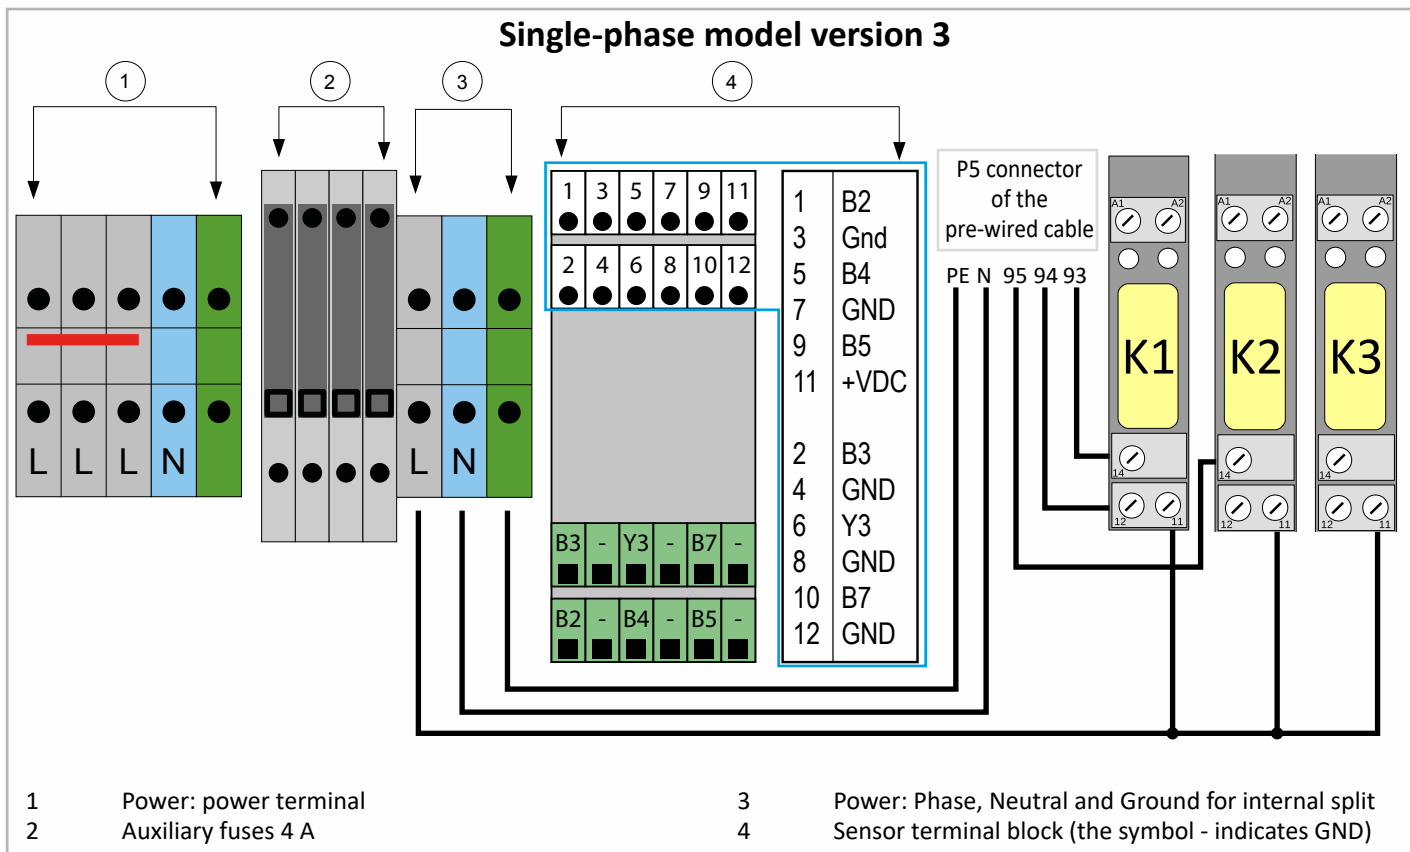 Single-phase model version 3
1 2 3 4
L L L N
L N
1 3 5 7 9 11
2 4 6 8 10 12
B3 - Y3 - B7 -
B2 - B4 - B5 -
1 B2
3 Gnd
5 B4
7 GND
9 B5
11 +VDC
2 B3
4 GND
6 Y3
8 GND
10 B7
12 GND
P5 connector
of the
pre-wired cable
PE N 95 94 93
A1 A2
K1
14
12 11
A1 A2
K2
14
12 11
A1 A2
K3
14
12 11
1 Power: power terminal
2 Auxiliary fuses 4 A
3 Power: Phase, Neutral and Ground for internal split
4 Sensor terminal block (the symbol - indicates GND)